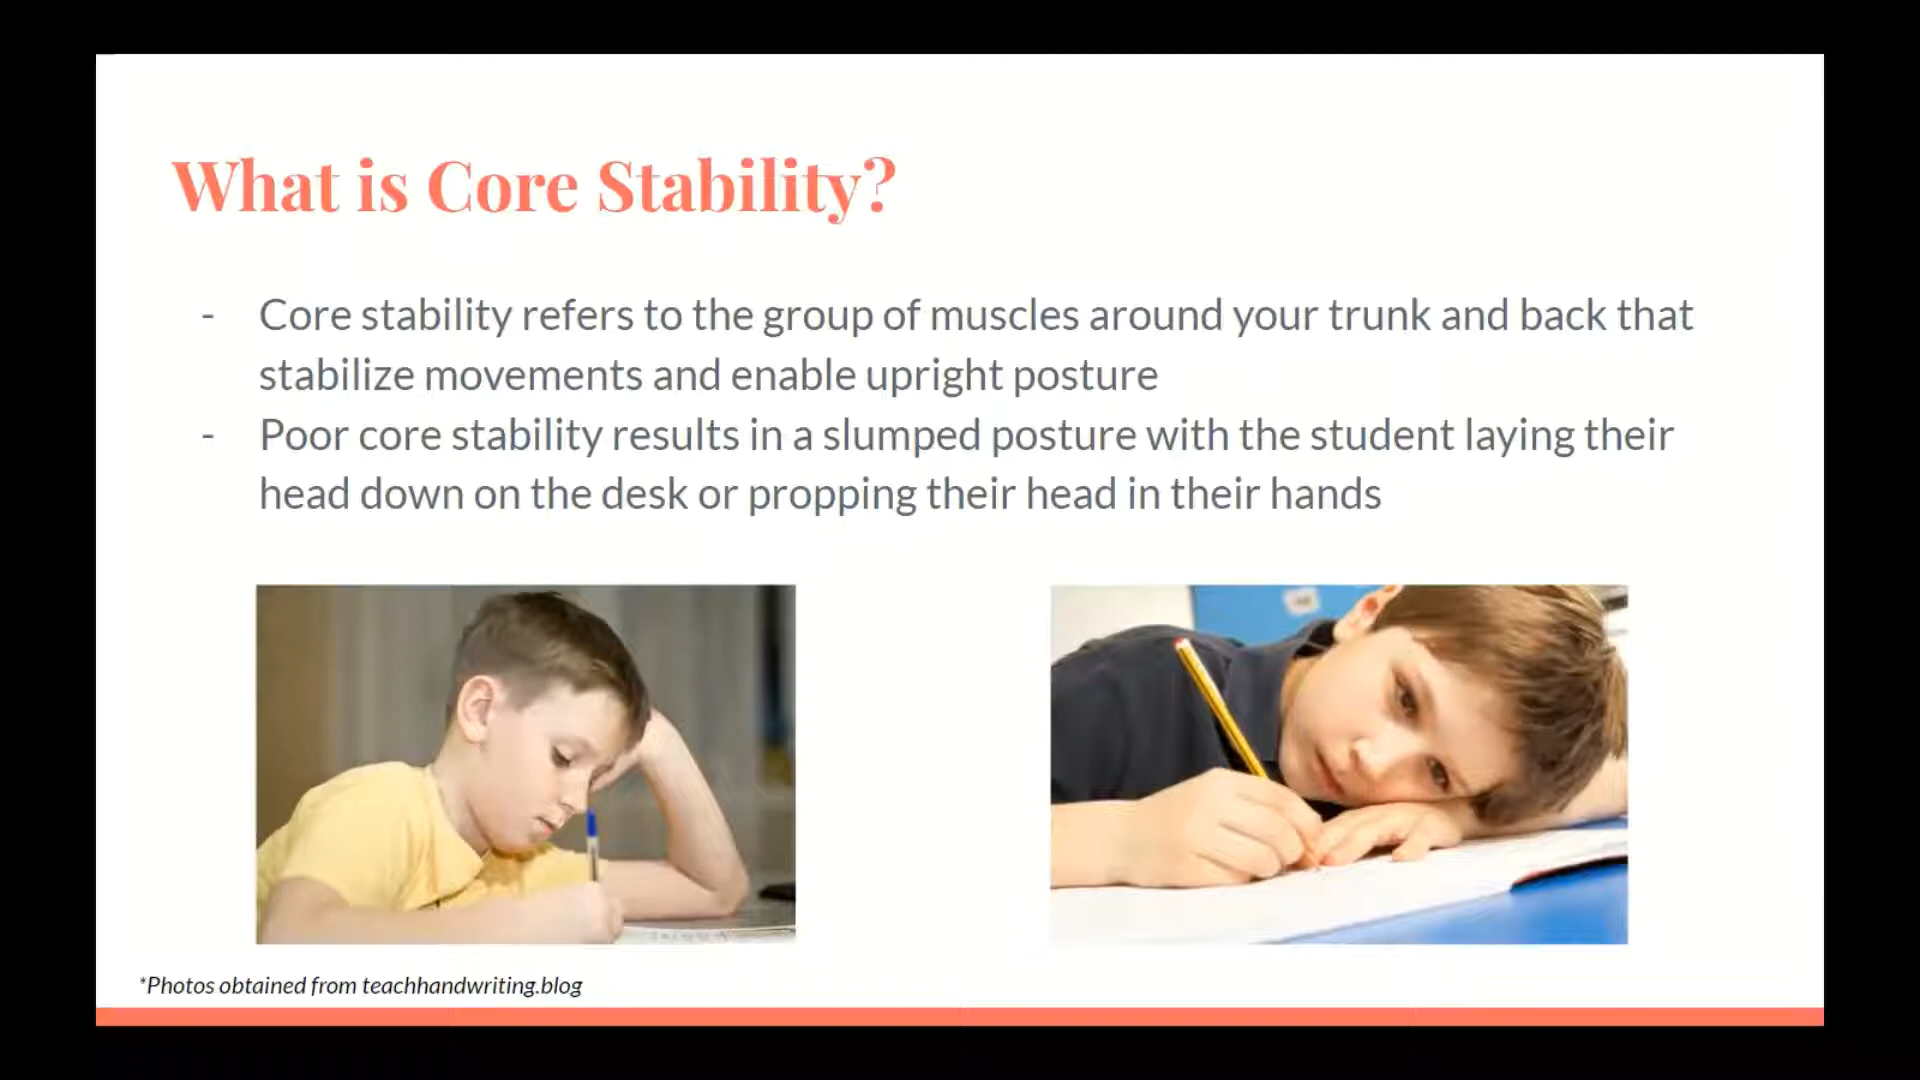 What is Core Stability?
- Core stability refers to the group of muscles around your trunk and back that
stabilize movements and enable upright posture
- Poor core stability results in a slumped posture with the student laying their
head down on the desk or propping their head in their hands
*Photos obtained from teachhandwriting.blog